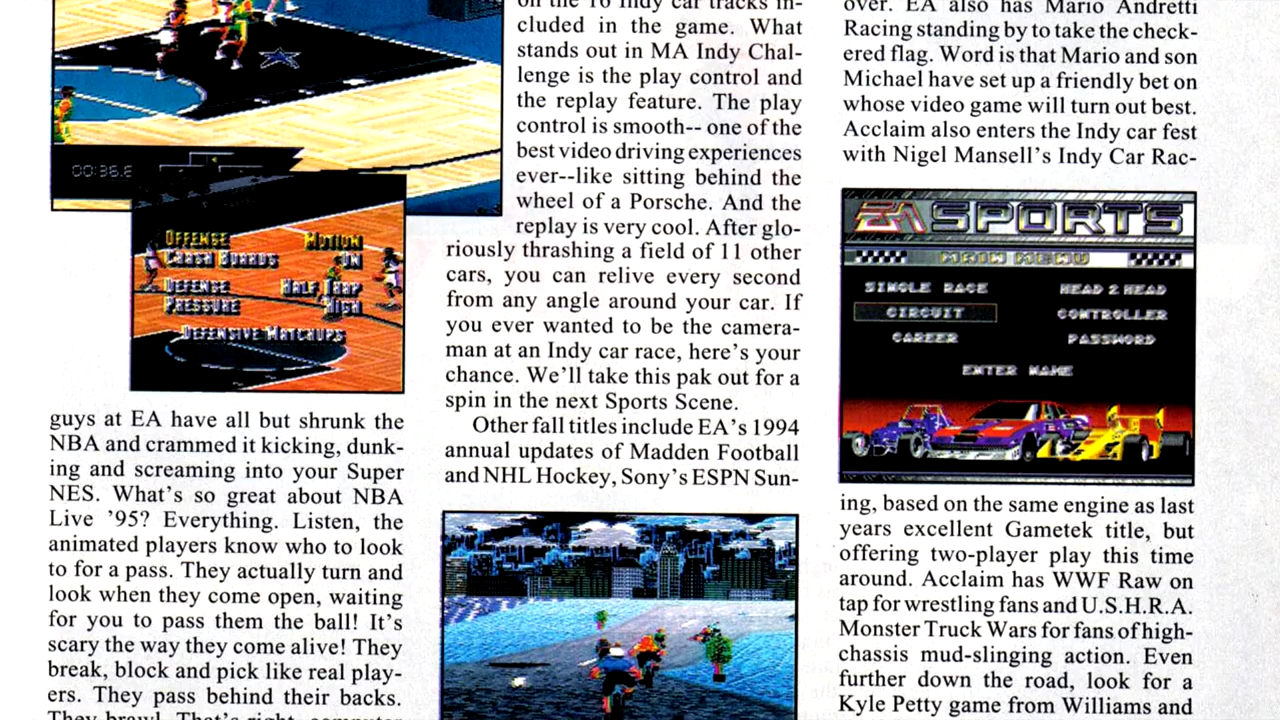 00:36.6
OFFENSE MOTION
CRASH BOARDS ON
DEFENSE HALF TRAP
PRESSURE HIGH
DEFENSIVE MATCHUPS
guys at EA have all but shrunk the
NBA and crammed it kicking, dunk-
ing and screaming into your Super
NES. What's so great about NBA
Live '95? Everything. Listen, the
animated players know who to look
to for a pass. They actually turn and
look when they come open, waiting
for you to pass them the ball! It's
scary the way they come alive! They
break, block and pick like real play-
ers. They pass behind their backs.
They brawl. That's right, computer
on the 16 Indy car tracks in-
cluded in the game. What
stands out in MA Indy Chal-
lenge is the play control and
the replay feature. The play
control is smooth-- one of the
best video driving experiences
ever--like sitting behind the
wheel of a Porsche. And the
replay is very cool. After glo-
riously thrashing a field of 11 other
cars, you can relive every second
from any angle around your car. If
you ever wanted to be the camera-
man at an Indy car race, here's your
chance. We'll take this pak out for a
spin in the next Sports Scene.
Other fall titles include EA's 1994
annual updates of Madden Football
and NHL Hockey, Sony's ESPN Sun-
over. EA also has Mario Andretti
Racing standing by to take the check-
ered flag. Word is that Mario and son
Michael have set up a friendly bet on
whose video game will turn out best.
Acclaim also enters the Indy car fest
with Nigel Mansell's Indy Car Rac-
EA SPORTS
MAIN MENU
SINGLE RACE HEAD 2 HEAD
CIRCUIT CONTROLLER
CAREER PASSWORD
ENTER NAME
ing, based on the same engine as last
years excellent Gametek title, but
offering two-player play this time
around. Acclaim has WWF Raw on
tap for wrestling fans and U.S.H.R.A.
Monster Truck Wars for fans of high-
chassis mud-slinging action. Even
further down the road, look for a
Kyle Petty game from Williams and